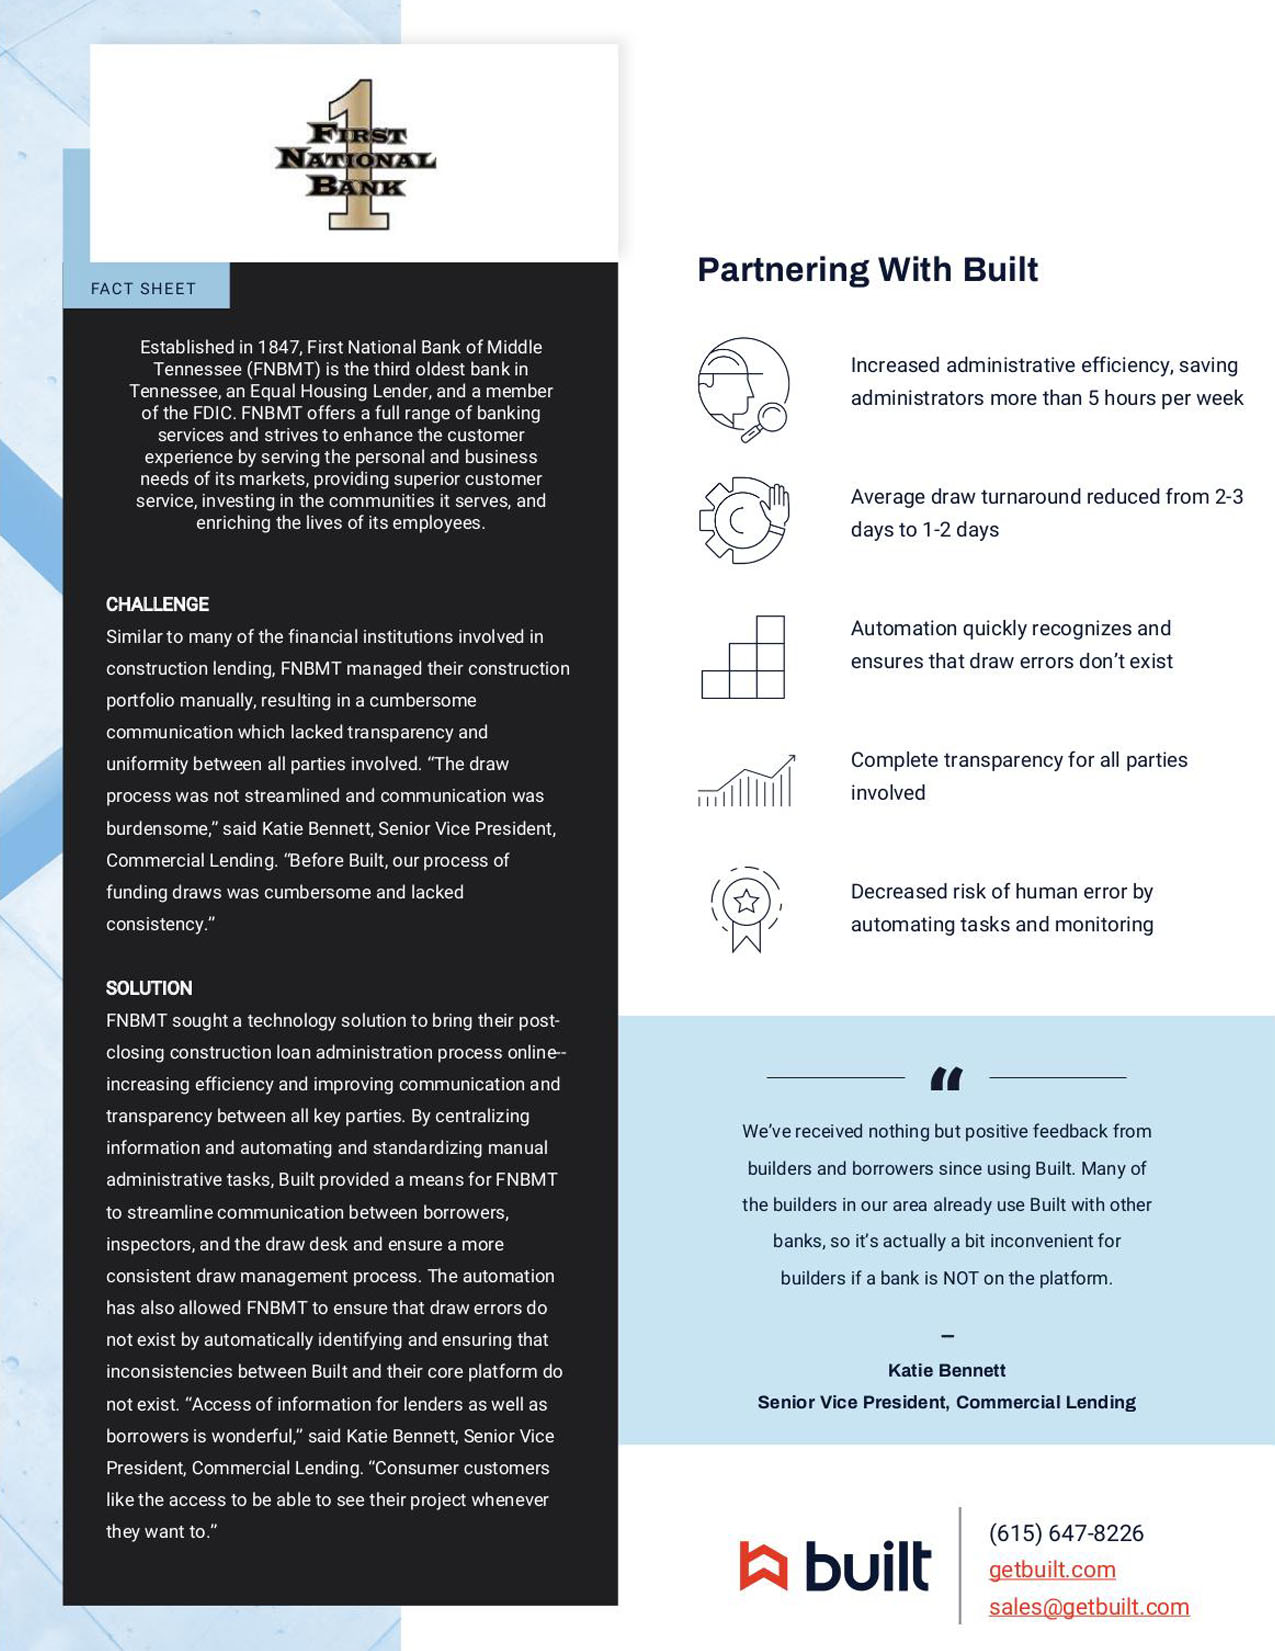 FIRST
NATIONAL
BANK
FACT SHEET
Established in 1847, First National Bank of Middle
Tennessee (FNBMT) is the third oldest bank in
Tennessee, an Equal Housing Lender, and a member
of the FDIC. FNBMT offers a full range of banking
services and strives to enhance the customer
experience by serving the personal and business
needs of its markets, providing superior customer
service, investing in the communities it serves, and
enriching the lives of its employees.
CHALLENGE
Similar to many of the financial institutions involved in
construction lending, FNBMT managed their construction
portfolio manually, resulting in a cumbersome
communication which lacked transparency and
uniformity between all parties involved. “The draw
process was not streamlined and communication was
burdensome,” said Katie Bennett, Senior Vice President,
Commercial Lending. “Before Built, our process of
funding draws was cumbersome and lacked
consistency.”
SOLUTION
FNBMT sought a technology solution to bring their post-
closing construction loan administration process online--
increasing efficiency and improving communication and
transparency between all key parties. By centralizing
information and automating and standardizing manual
administrative tasks, Built provided a means for FNBMT
to streamline communication between borrowers,
inspectors, and the draw desk and ensure a more
consistent draw management process. The automation
has also allowed FNBMT to ensure that draw errors do
not exist by automatically identifying and ensuring that
inconsistencies between Built and their core platform do
not exist. “Access of information for lenders as well as
borrowers is wonderful,” said Katie Bennett, Senior Vice
President, Commercial Lending. “Consumer customers
like the access to be able to see their project whenever
they want to.”
Partnering With Built
Increased administrative efficiency, saving
administrators more than 5 hours per week
Average draw turnaround reduced from 2-3
days to 1-2 days
Automation quickly recognizes and
ensures that draw errors don’t exist
Complete transparency for all parties
involved
Decreased risk of human error by
automating tasks and monitoring
“
We’ve received nothing but positive feedback from
builders and borrowers since using Built. Many of
the builders in our area already use Built with other
banks, so it’s actually a bit inconvenient for
builders if a bank is NOT on the platform.
–
Katie Bennett
Senior Vice President, Commercial Lending
built
(615) 647-8226
getbuilt.com
sales@getbuilt.com